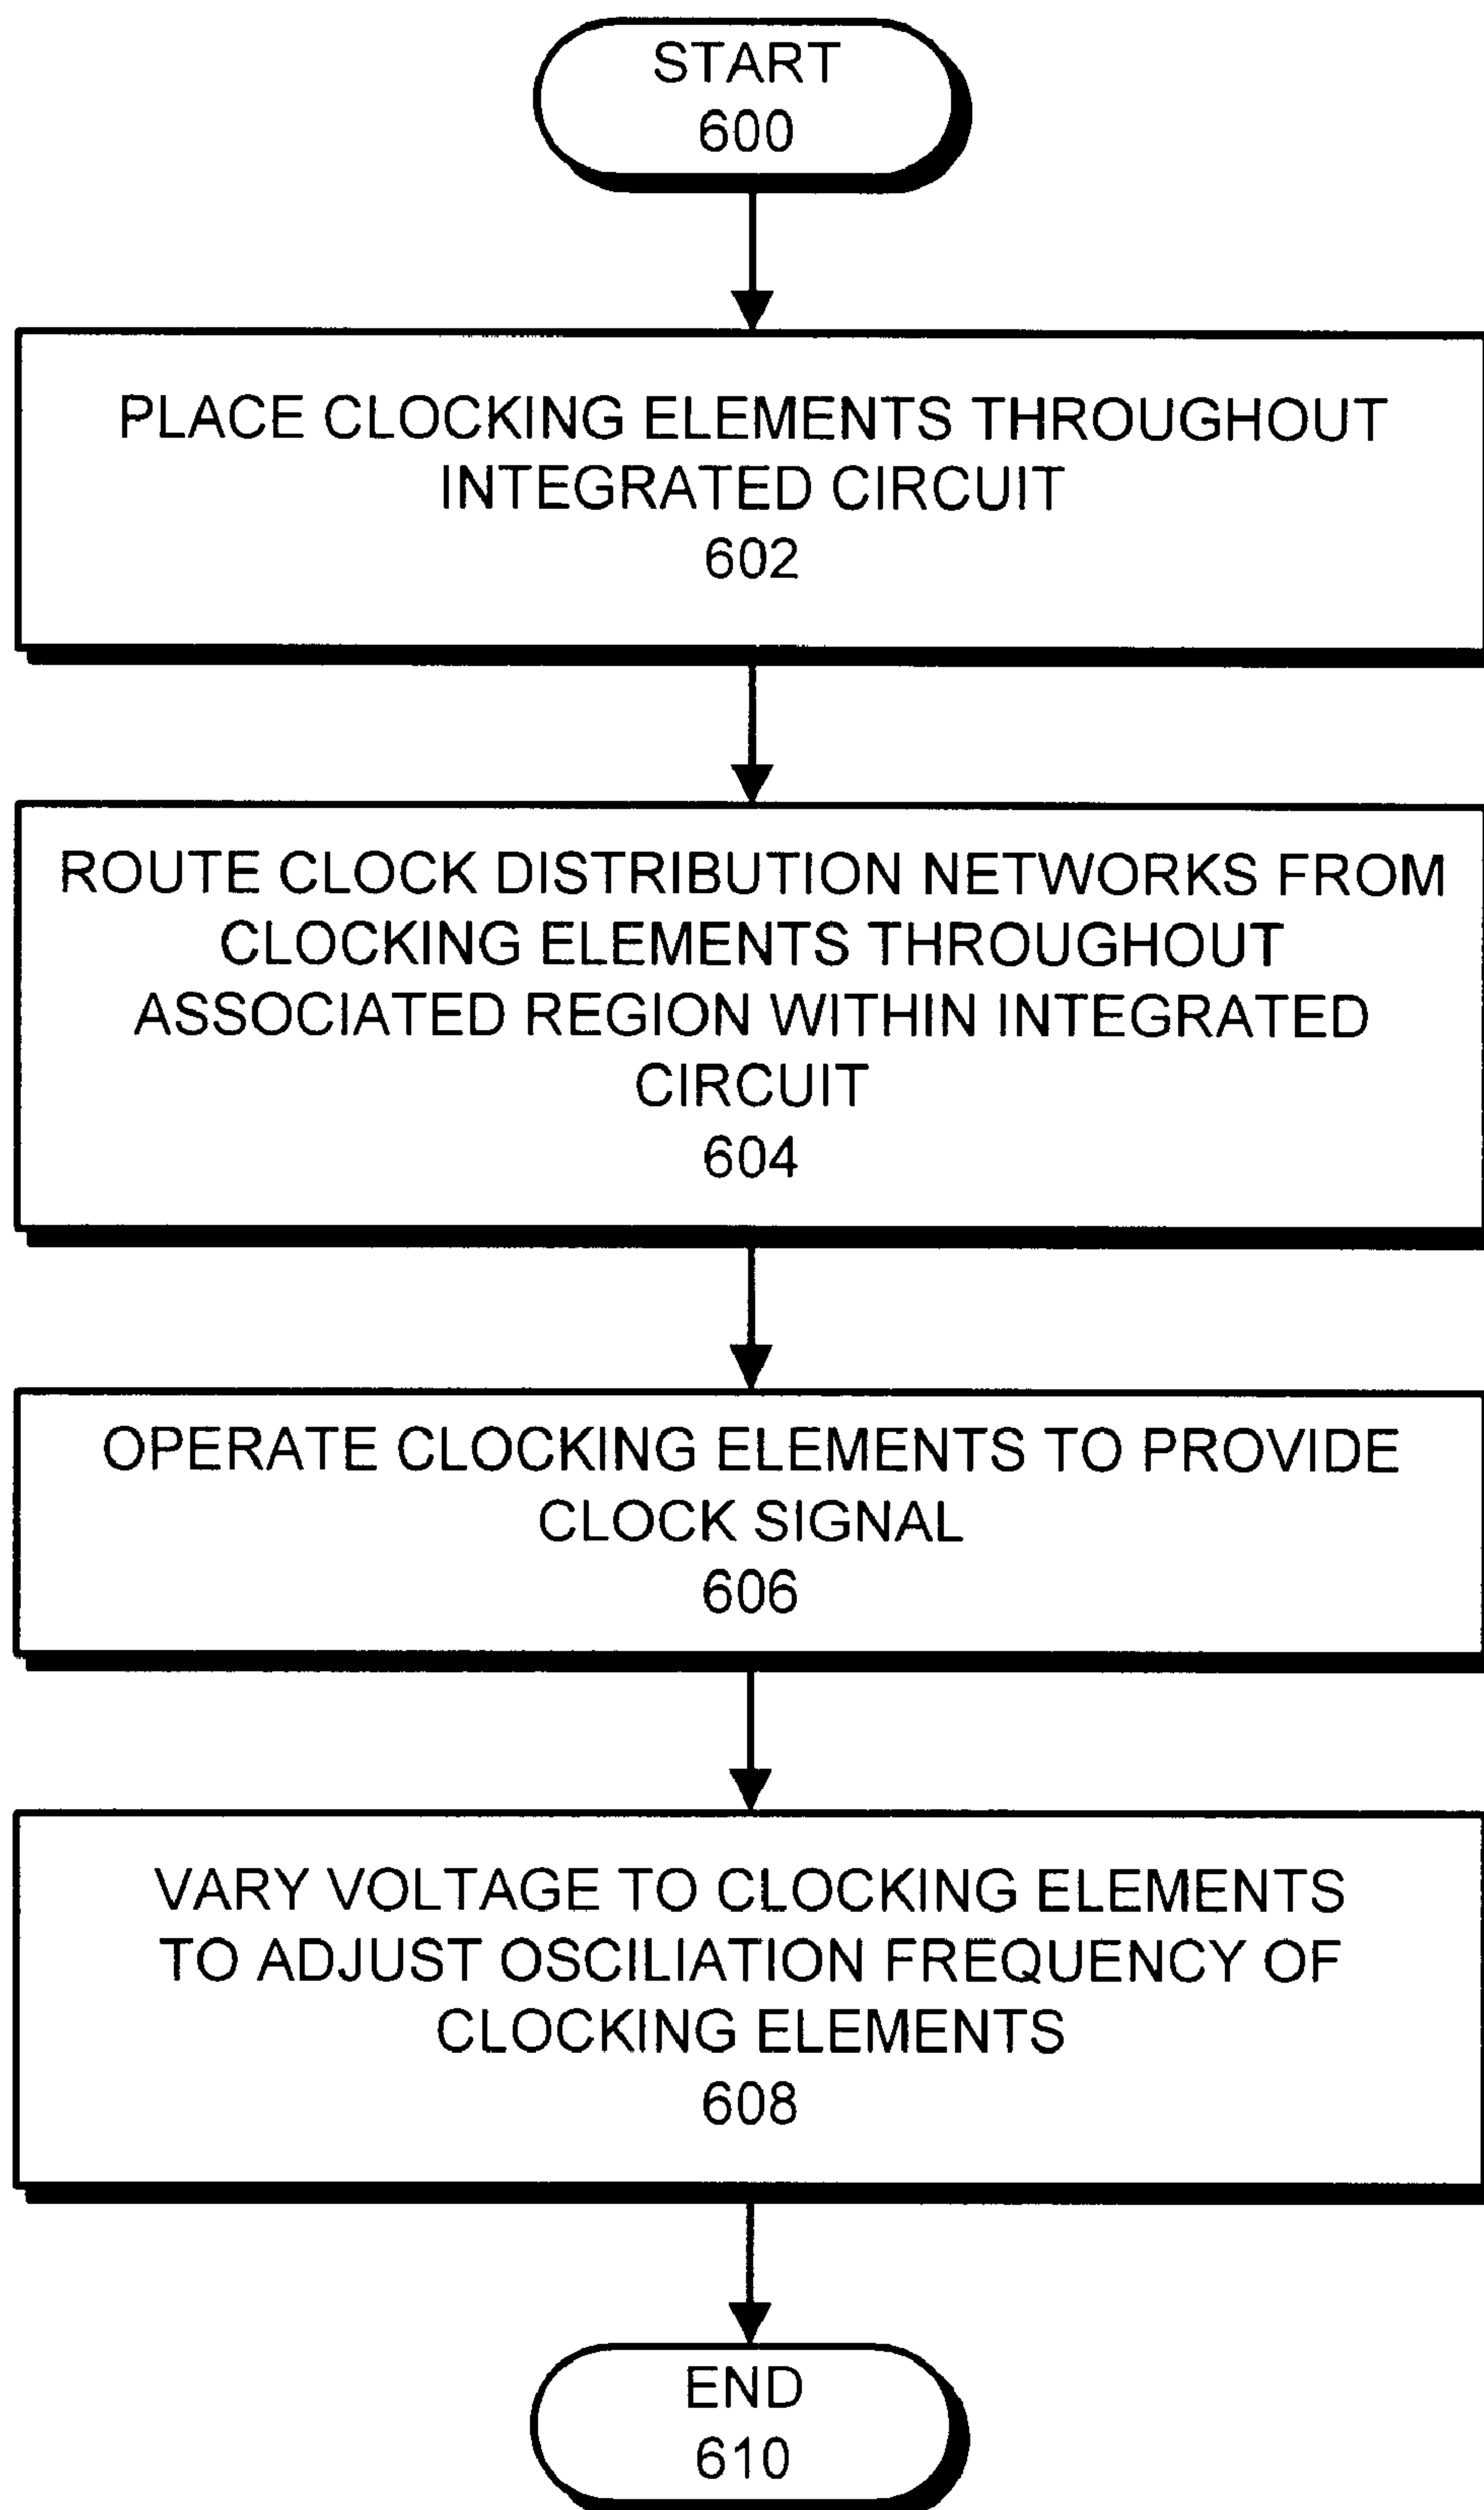 START
600
PLACE CLOCKING ELEMENTS THROUGHOUT
INTEGRATED CIRCUIT
602
ROUTE CLOCK DISTRIBUTION NETWORKS FROM
CLOCKING ELEMENTS THROUGHOUT
ASSOCIATED REGION WITHIN INTEGRATED
CIRCUIT
604
OPERATE CLOCKING ELEMENTS TO PROVIDE
CLOCK SIGNAL
606
VARY VOLTAGE TO CLOCKING ELEMENTS
TO ADJUST OSCILIATION FREQUENCY OF
CLOCKING ELEMENTS
608
END
610